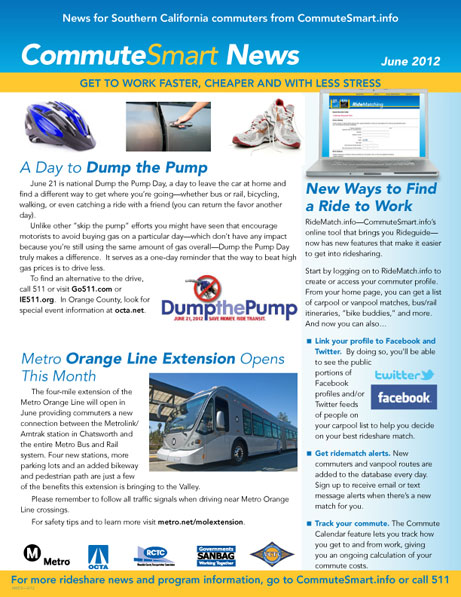 News for Southern California commuters from CommuteSmart.info
CommuteSmart News
June 2012
GET TO WORK FASTER, CHEAPER AND WITH LESS STRESS
A Day to Dump the Pump
June 21 is national Dump the Pump Day, a day to leave the car at home and
find a different way to get where you're going—whether bus or rail, bicycling,
walking, or even catching a ride with a friend (you can return the favor another
day).
Unlike other "skip the pump" efforts you might have seen that encourage
motorists to avoid buying gas on a particular day—which don't have any impact
because you're still using the same amount of gas overall—Dump the Pump Day
truly makes a difference. It serves as a one-day reminder that the way to beat high
gas prices is to drive less.
To find an alternative to the drive,
call 511 or visit Go511.com or
IE511.org. In Orange County, look for
special event information at octa.net.
DumpthePump
JUNE 21, 2012 SAVE MONEY. RIDE TRANSIT.
Metro Orange Line Extension Opens
This Month
The four-mile extension of the
Metro Orange Line will open in
June providing commuters a new
connection between the Metrolink/
Amtrak station in Chatsworth and
the entire Metro Bus and Rail
system. Four new stations, more
parking lots and an added bikeway
and pedestrian path are just a few
of the benefits this extension is bringing to the Valley.
Please remember to follow all traffic signals when driving near Metro Orange
Line crossings.
For safety tips and to learn more visit metro.net/molextension.
RideMatching
New Ways to Find
a Ride to Work
RideMatch.info—CommuteSmart.info's
online tool that brings you Rideguide—
now has new features that make it easier
to get into ridesharing.
Start by logging on to RideMatch.info to
create or access your commuter profile.
From your home page, you can get a list
of carpool or vanpool matches, bus/rail
itineraries, "bike buddies," and more.
And now you can also…
Link your profile to Facebook and
Twitter. By doing so, you'll be able
to see the public
portions of
Facebook
profiles and/or
Twitter feeds
of people on
your carpool list to help you decide
on your best rideshare match.
twitter
facebook
Get ridematch alerts. New
commuters and vanpool routes are
added to the database every day.
Sign up to receive email or text
message alerts when there's a new
match for you.
Track your commute. The Commute
Calendar feature lets you track how
you get to and from work, giving
you an ongoing calculation of your
commute costs.
M Metro
OCTA
RCTC
Riverside County Transportation Commission
Governments
SANBAG
Working Together
For more rideshare news and program information, go to CommuteSmart.info or call 511